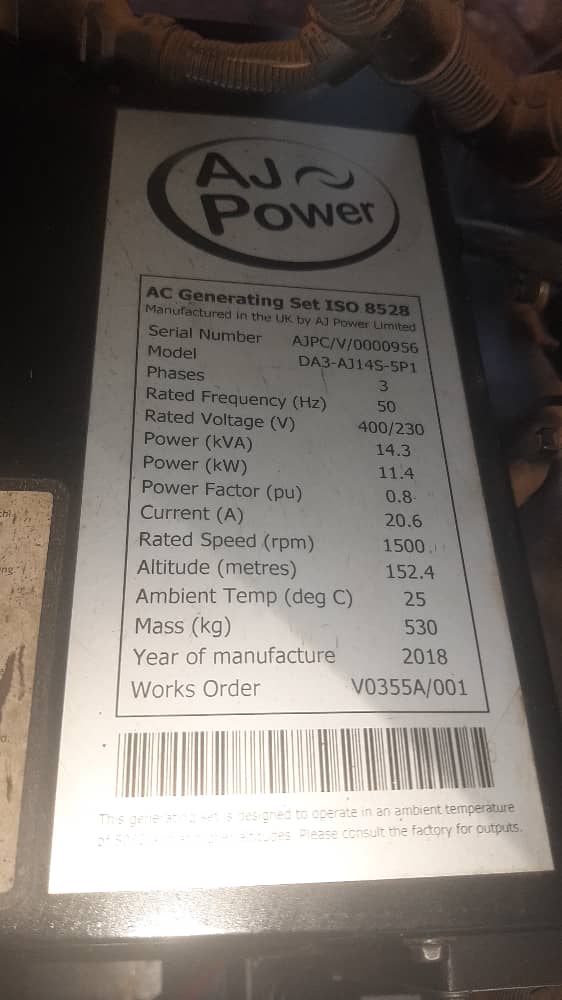 AJ
Power
AC Generating Set ISO 8528
Manufactured in the UK by AJ Power Limited
Serial Number AJPC/V/0000956
Model DA3-AJ14S-5P1
Phases 3
Rated Frequency (Hz) 50
Rated Voltage (V) 400/230
Power (kVA) 14.3
Power (kW) 11.4
Power Factor (pu) 0.8
Current (A) 20.6
Rated Speed (rpm) 1500
Altitude (metres) 152.4
Ambient Temp (deg C) 25
Mass (kg) 530
Year of manufacture 2018
Works Order V0355A/001
This generating set is designed to operate in an ambient temperature
of altitudes. Please consult the factory for outputs.